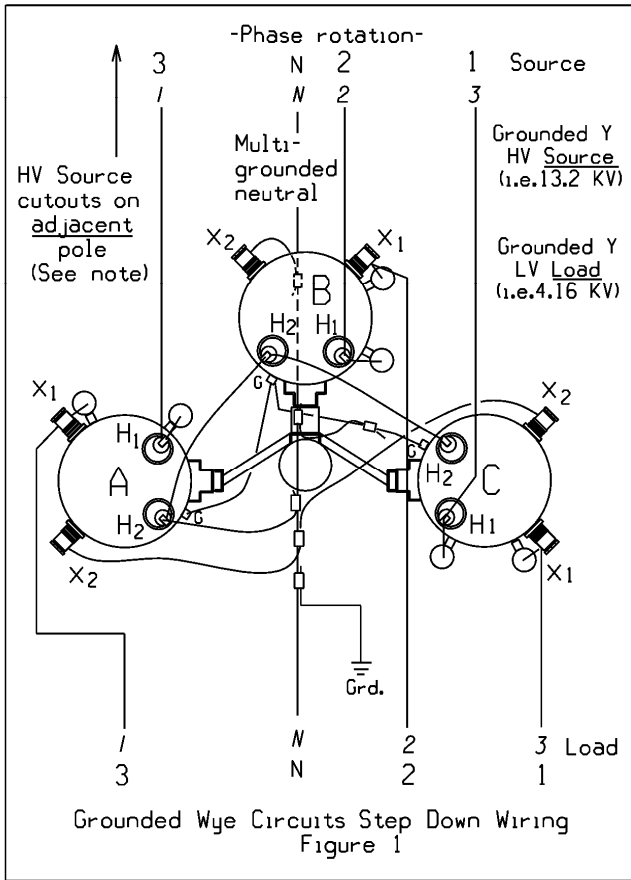 -Phase rotation-
3 N 2 1 Source
1 N 2 3
Multi-
grounded
neutral
Grounded Y
HV Source
(i.e.13.2 KV)
HV Source
cutouts on
adjacent
pole
(See note)
Grounded Y
LV Load
(i.e.4.16 KV)
X2
X1
B
H2
H1
G
X1
X2
H1
A
H2
G
G
H2
C
H1
X2
X1
Grd.
1 N 2 3 Load
3 N 2 1
Grounded Wye Circuits Step Down Wiring
Figure 1